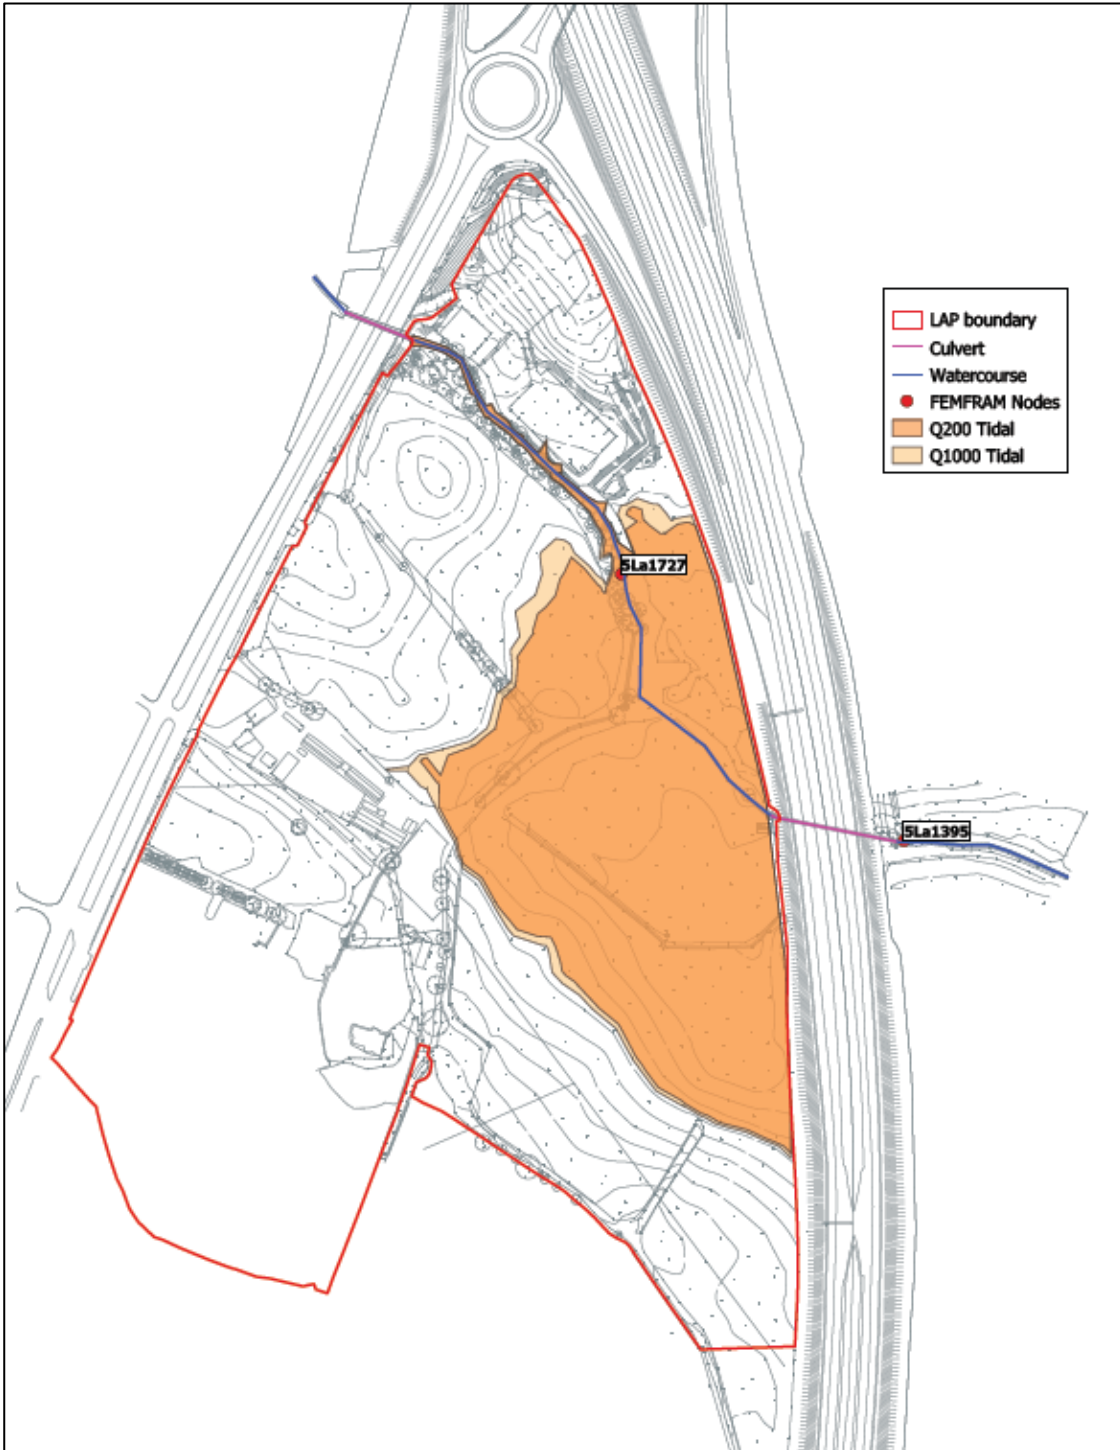 LAP boundary
Culvert
Watercourse
FEMFRAM Nodes
Q200 Tidal
Q1000 Tidal
5La1727
5La1395